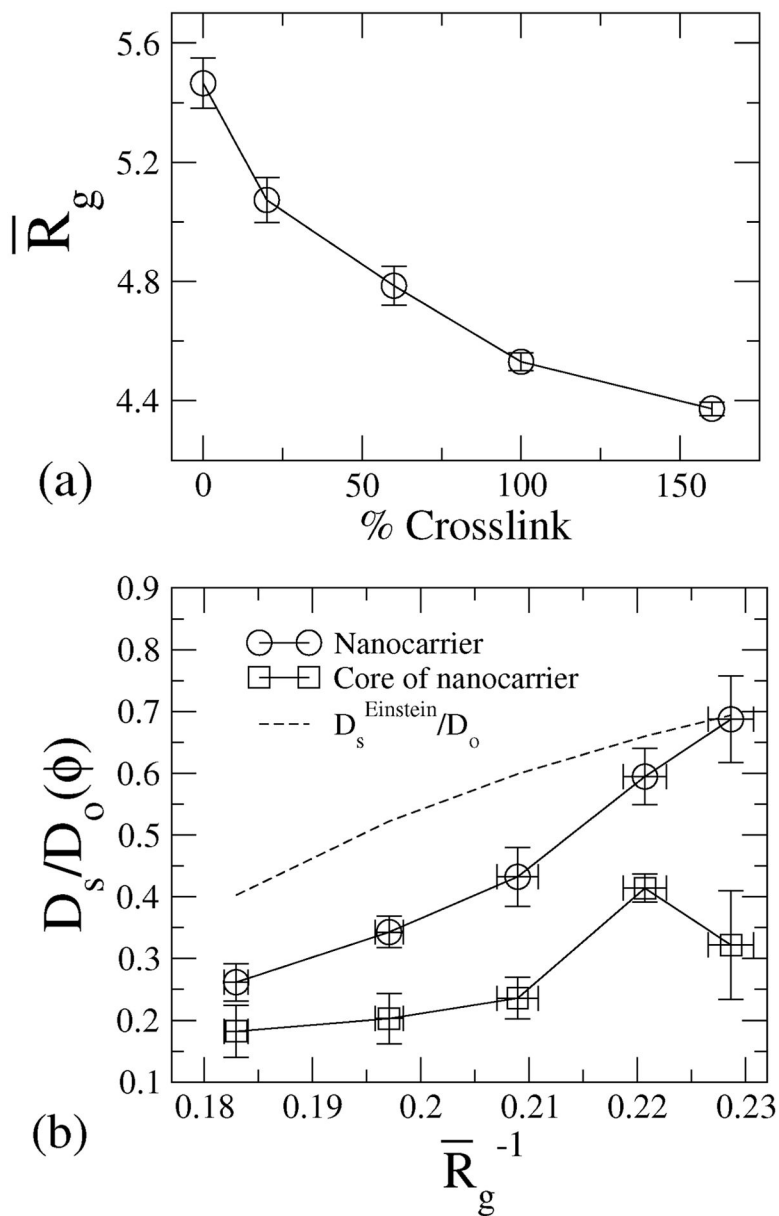 5.6
5.2
4.8
4.4
R̅g
0 50 100 150
% Crosslink
(a)
0.9
0.8
0.7
0.6
0.5
0.4
0.3
0.2
0.1
Ds/Do(ϕ)
Nanocarrier
Core of nanocarrier
Ds^Einstein/Do
0.18 0.19 0.2 0.21 0.22 0.23
R̅g^-1
(b)